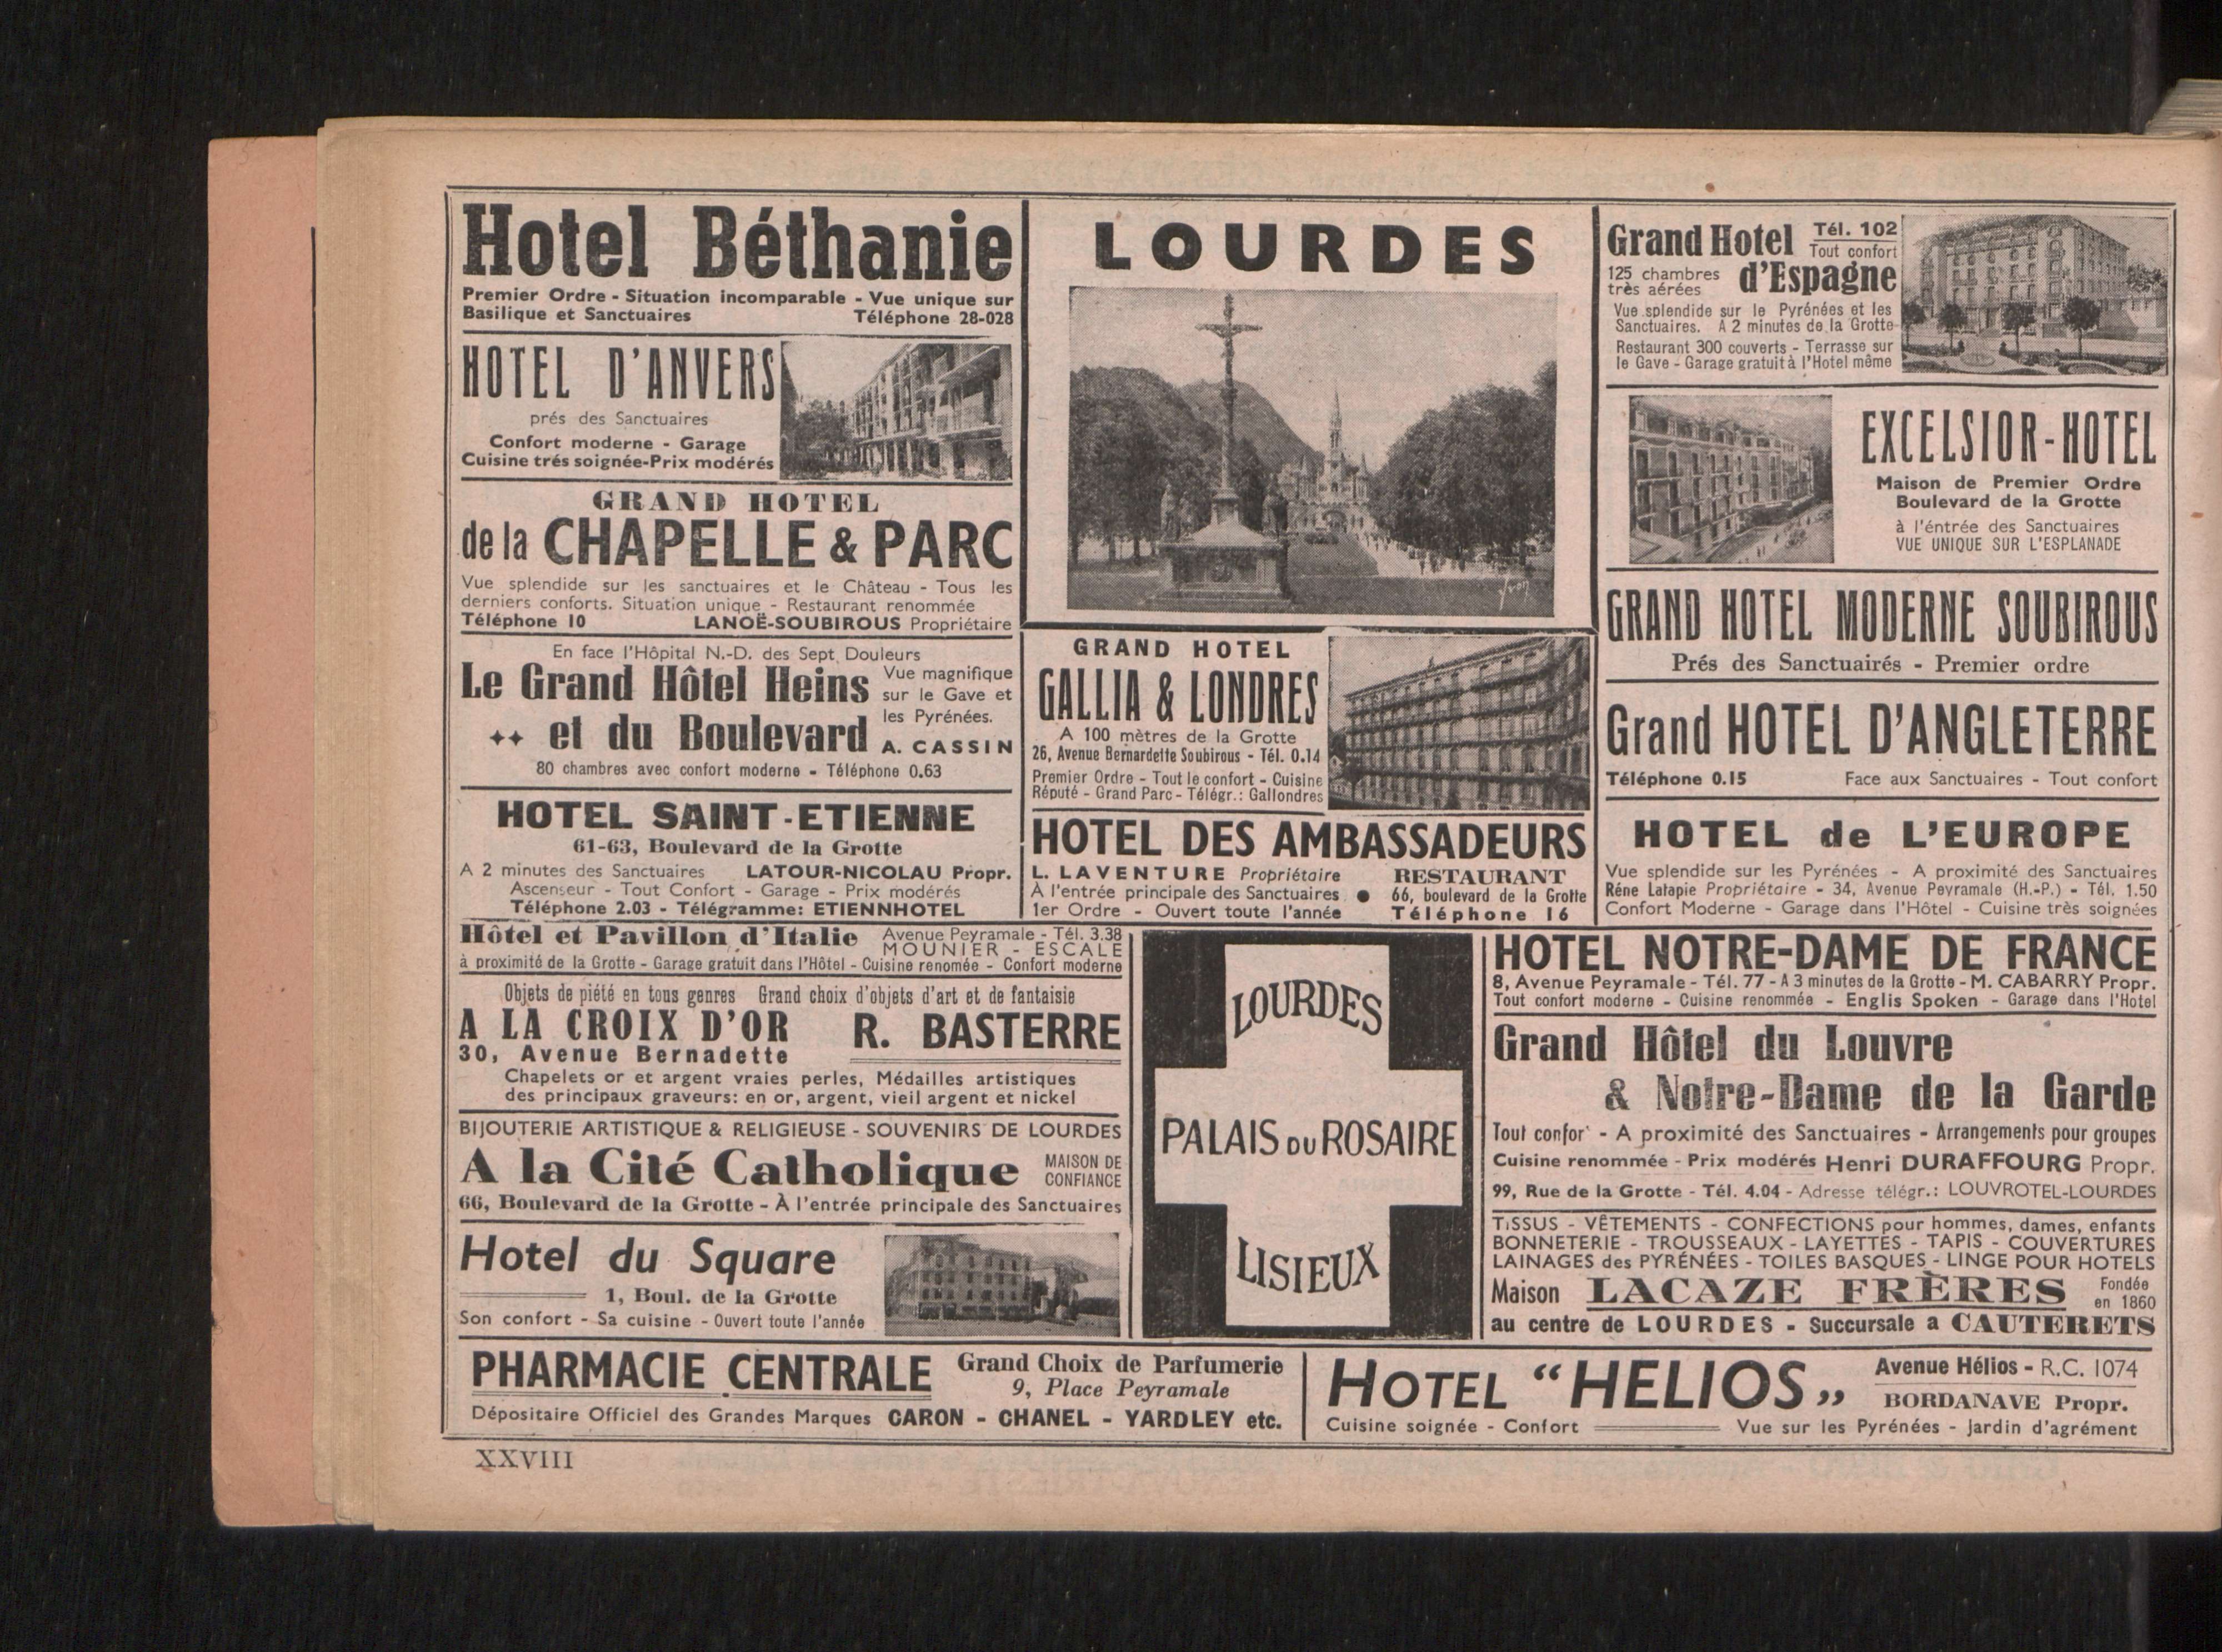 Hotel Béthanie
Premier Ordre - Situation incomparable - Vue unique sur
Basilique et Sanctuaires Téléphone 28-028
HOTEL D'ANVERS
prés des Sanctuaires
Confort moderne - Garage
Cuisine trés soignée-Prix modérés
GRAND HOTEL
de la CHAPELLE & PARC
Vue splendide sur les sanctuaires et le Château - Tous les
derniers conforts. Situation unique - Restaurant renommée
Téléphone 10 LANOË-SOUBIROUS Propriétaire
En face l'Hôpital N.-D. des Sept Douleurs
Le Grand Hôtel Heins
et du Boulevard
Vue magnifique
sur le Gave et
les Pyrénées.
A. CASSIN
80 chambres avec confort moderne - Téléphone 0.63
HOTEL SAINT-ETIENNE
61-63, Boulevard de la Grotte
A 2 minutes des Sanctuaires LATOUR-NICOLAU Propr.
Ascenseur - Tout Confort - Garage - Prix modérés
Téléphone 2.03 - Télégramme: ETIENNHOTEL
LOURDES
Yvon
GRAND HOTEL
GALLIA & LONDRES
A 100 mètres de la Grotte
26, Avenue Bernardette Soubirous - Tél. 0.14
Premier Ordre - Tout le confort - Cuisine
Réputé - Grand Parc - Télégr.: Gallondres
HOTEL DES AMBASSADEURS
L. LAVENTURE Propriétaire RESTAURANT
À l'entrée principale des Sanctuaires ● 66, boulevard de la Grotte
1er Ordre - Ouvert toute l'année Téléphone 16
Grand Hotel Tél. 102
Tout confort
125 chambres
très aérées d'Espagne
Vue splendide sur le Pyrénées et les
Sanctuaires. A 2 minutes de la Grotte
Restaurant 300 couverts - Terrasse sur
le Gave - Garage gratuit à l'Hotel même
EXCELSIOR-HOTEL
Maison de Premier Ordre
Boulevard de la Grotte
à l'éntrée des Sanctuaires
VUE UNIQUE SUR L'ESPLANADE
GRAND HOTEL MODERNE SOUBIROUS
Prés des Sanctuairés - Premier ordre
Grand HOTEL D'ANGLETERRE
Téléphone 0.15 Face aux Sanctuaires - Tout confort
HOTEL de L'EUROPE
Vue splendide sur les Pyrénées - A proximité des Sanctuaires
Réne Latapie Propriétaire - 34, Avenue Peyramale (H.-P.) - Tél. 1.50
Confort Moderne - Garage dans l'Hôtel - Cuisine très soignées
Hôtel et Pavillon d'Italie Avenue Peyramale - Tél. 3.38
MOUNIER - ESCALE
à proximité de la Grotte - Garage gratuit dans l'Hôtel - Cuisine renomée - Confort moderne
Objets de piété en tous genres Grand choix d'objets d'art et de fantaisie
A LA CROIX D'OR R. BASTERRE
30, Avenue Bernadette
Chapelets or et argent vraies perles, Médailles artistiques
des principaux graveurs: en or, argent, vieil argent et nickel
BIJOUTERIE ARTISTIQUE & RELIGIEUSE - SOUVENIRS DE LOURDES
A la Cité Catholique MAISON DE
CONFIANCE
66, Boulevard de la Grotte - À l'entrée principale des Sanctuaires
Hotel du Square
1, Boul. de la Grotte
Son confort - Sa cuisine - Ouvert toute l'année
LOURDES
PALAIS DU ROSAIRE
LISIEUX
HOTEL NOTRE-DAME DE FRANCE
8, Avenue Peyramale - Tél. 77 - A 3 minutes de la Grotte - M. CABARRY Propr.
Tout confort moderne - Cuisine renommée - Englis Spoken - Garage dans l'Hotel
Grand Hôtel du Louvre
& Notre-Dame de la Garde
Tout confor' - A proximité des Sanctuaires - Arrangements pour groupes
Cuisine renommée - Prix modérés Henri DURAFFOURG Propr.
99, Rue de la Grotte - Tél. 4.04 - Adresse télégr.: LOUVROTEL-LOURDES
TISSUS - VÊTEMENTS - CONFECTIONS pour hommes, dames, enfants
BONNETERIE - TROUSSEAUX - LAYETTES - TAPIS - COUVERTURES
LAINAGES des PYRÉNÉES - TOILES BASQUES - LINGE POUR HOTELS
Maison LACAZE FRÈRES Fondée
en 1860
au centre de LOURDES - Succursale a CAUTERETS
PHARMACIE CENTRALE Grand Choix de Parfumerie
9, Place Peyramale
Dépositaire Officiel des Grandes Marques CARON - CHANEL - YARDLEY etc.
HOTEL “HELIOS„ Avenue Hélios - R.C. 1074
BORDANAVE Propr.
Cuisine soignée - Confort Vue sur les Pyrénées - Jardin d'agrément
XXVIII